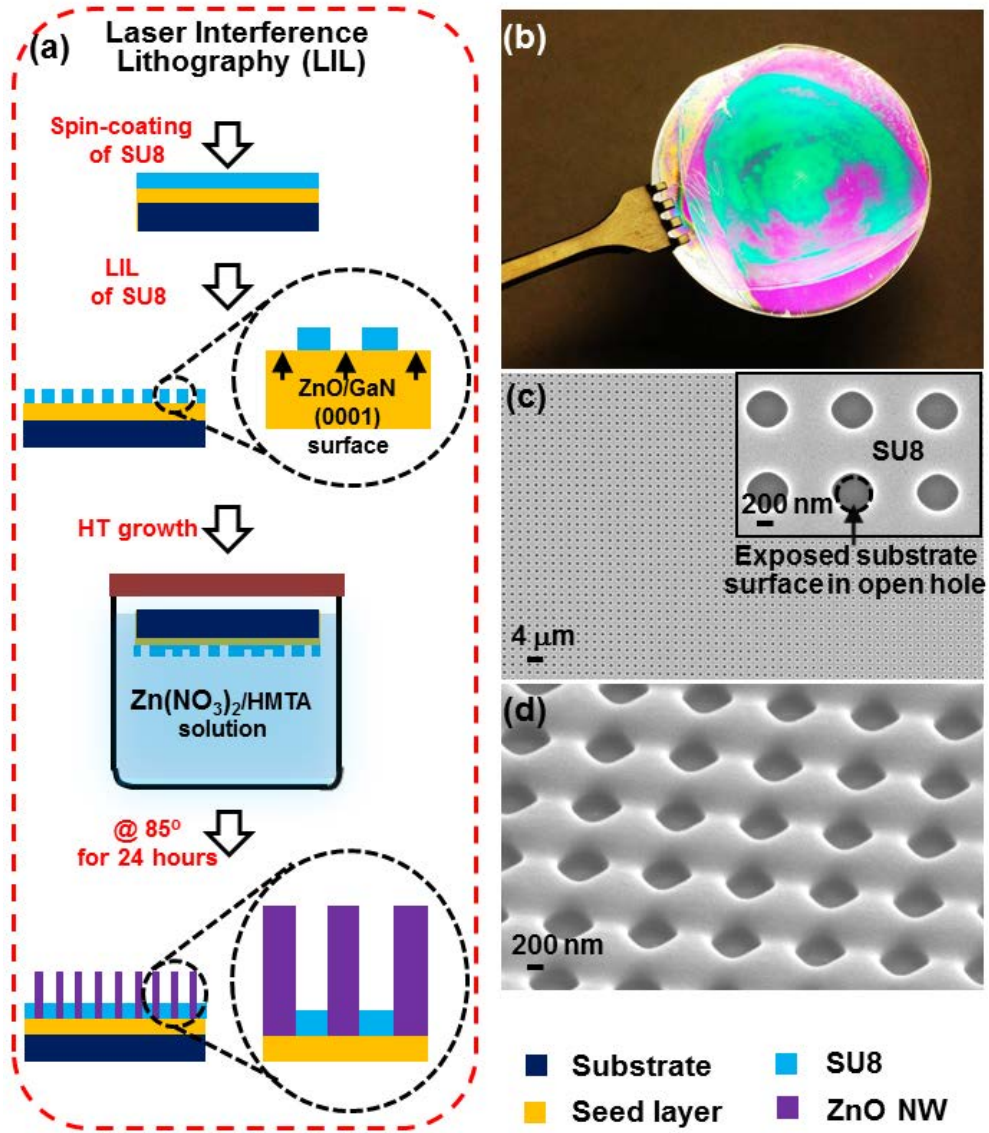 (a)
Laser Interference
Lithography (LIL)
Spin-coating
of SU8
LIL
of SU8
ZnO/GaN
(0001)
surface
HT growth
Zn(NO₃)₂/HMTA
solution
@ 85⁰
for 24 hours
(b)
(c)
SU8
200 nm
Exposed substrate
surface in open hole
4 μm
(d)
200 nm
Substrate
SU8
Seed layer
ZnO NW